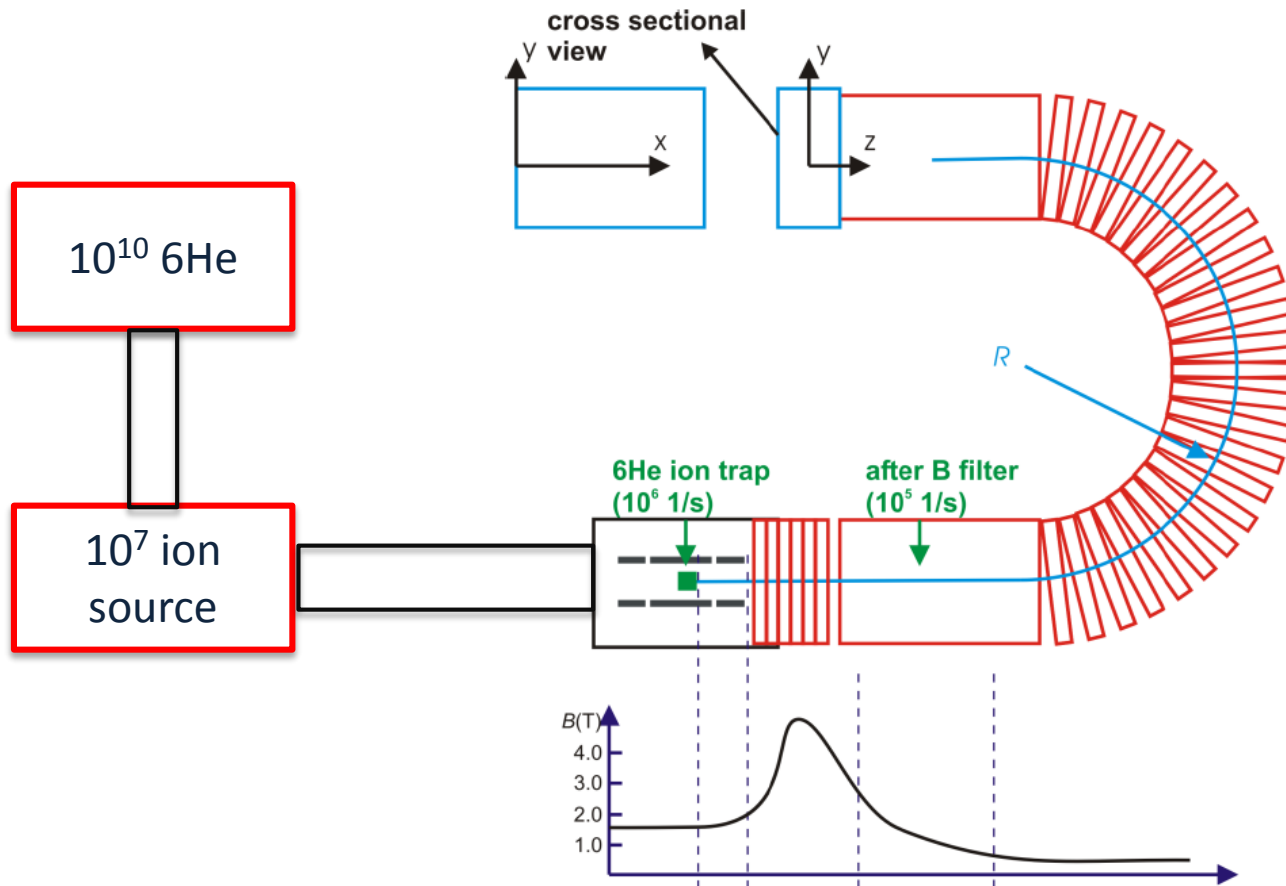 cross sectional
view
y
y
x
z
10¹⁰ 6He
R
6He ion trap
(10⁶ 1/s)
after B filter
(10⁵ 1/s)
10⁷ ion
source
B(T)
4.0
3.0
2.0
1.0